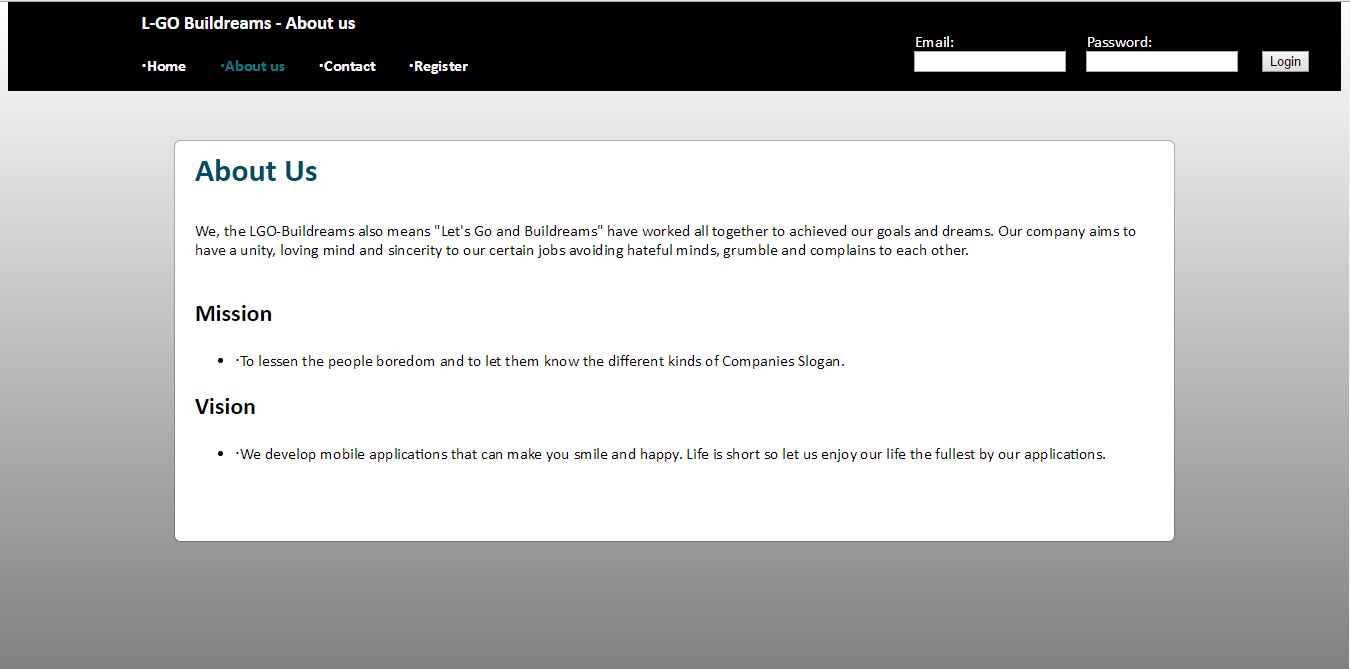 L-GO Buildreams - About us
Email:
Password:
·Home ·About us ·Contact ·Register
Login
About Us
We, the LGO-Buildreams also means "Let's Go and Buildreams" have worked all together to achieved our goals and dreams. Our company aims to
have a unity, loving mind and sincerity to our certain jobs avoiding hateful minds, grumble and complains to each other.
Mission
• ·To lessen the people boredom and to let them know the different kinds of Companies Slogan.
Vision
• ·We develop mobile applications that can make you smile and happy. Life is short so let us enjoy our life the fullest by our applications.